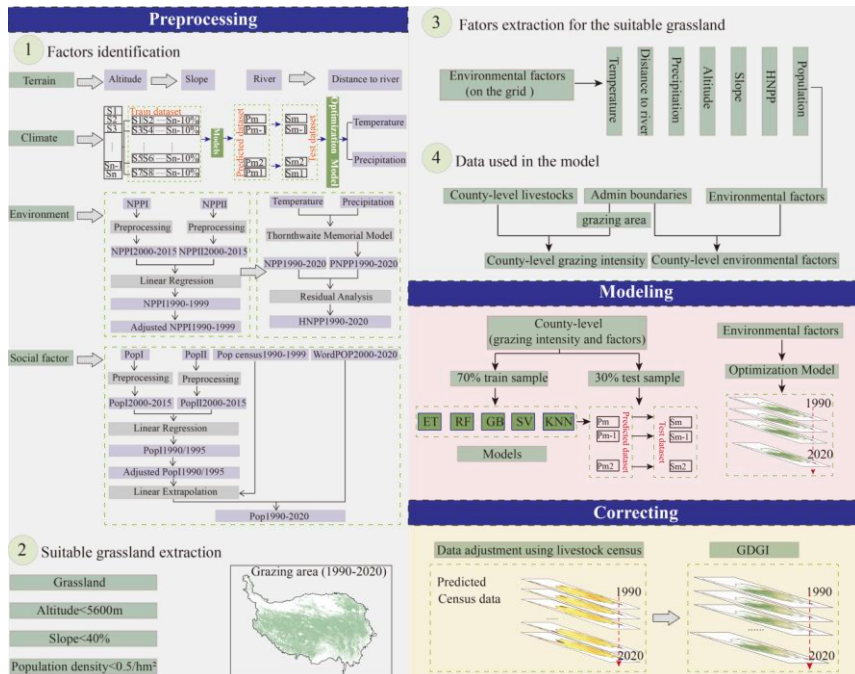 Preprocessing
1 Factors identification
Terrain
Altitude
Slope
River
Distance to river
Climate
S1
S2
S3
Sn-1
Sn
Train dataset
S1S2 ---- Sn-10%
S3S4 ---- Sn-10%
S5S6 ---- Sn-10%
S7S8 ---- Sn-10%
Models
Predicted dataset
Pm
Pm-1
Pm2
Pm1
Sm
Sm-1
Sm2
Sm1
Test dataset
Optimization Model
Temperature
Precipitation
Environment
NPPI
NPPII
Preprocessing
Preprocessing
NPPI2000-2015
NPPII2000-2015
Linear Regression
NPPI1990-1999
Adjusted NPPI1990-1999
Temperature
Precipitation
Thornthwaite Memorial Model
NPP1990-2020
PNPP1990-2020
Residual Analysis
HNPP1990-2020
Social factor
PopI
PopII
Pop census1990-1999
WordPOP2000-2020
Preprocessing
Preprocessing
PopI2000-2015
PopII2000-2015
Linear Regression
PopI1990/1995
Adjusted PopI1990/1995
Linear Extrapolation
Pop1990-2020
2 Suitable grassland extraction
Grassland
Altitude<5600m
Slope<40%
Population density<0.5/hm²
Grazing area (1990-2020)
3 Fators extraction for the suitable grassland
Environmental factors
(on the grid )
Temperature
Distance to river
Precipitation
Altitude
Slope
HNPP
Population
4 Data used in the model
County-level livestocks
Admin boundaries
Environmental factors
grazing area
County-level grazing intensity
County-level environmental factors
Modeling
County-level
(grazing intensity and factors)
70% train sample
30% test sample
ET
RF
GB
SV
KNN
Models
Pm
Pm-1
Pm2
Predicted dataset
Test dataset
Sm
Sm-1
Sm2
Environmental factors
Optimization Model
1990
2020
Correcting
Data adjustment using livestock census
GDGI
Predicted
Census data
1990
2020
1990
2020